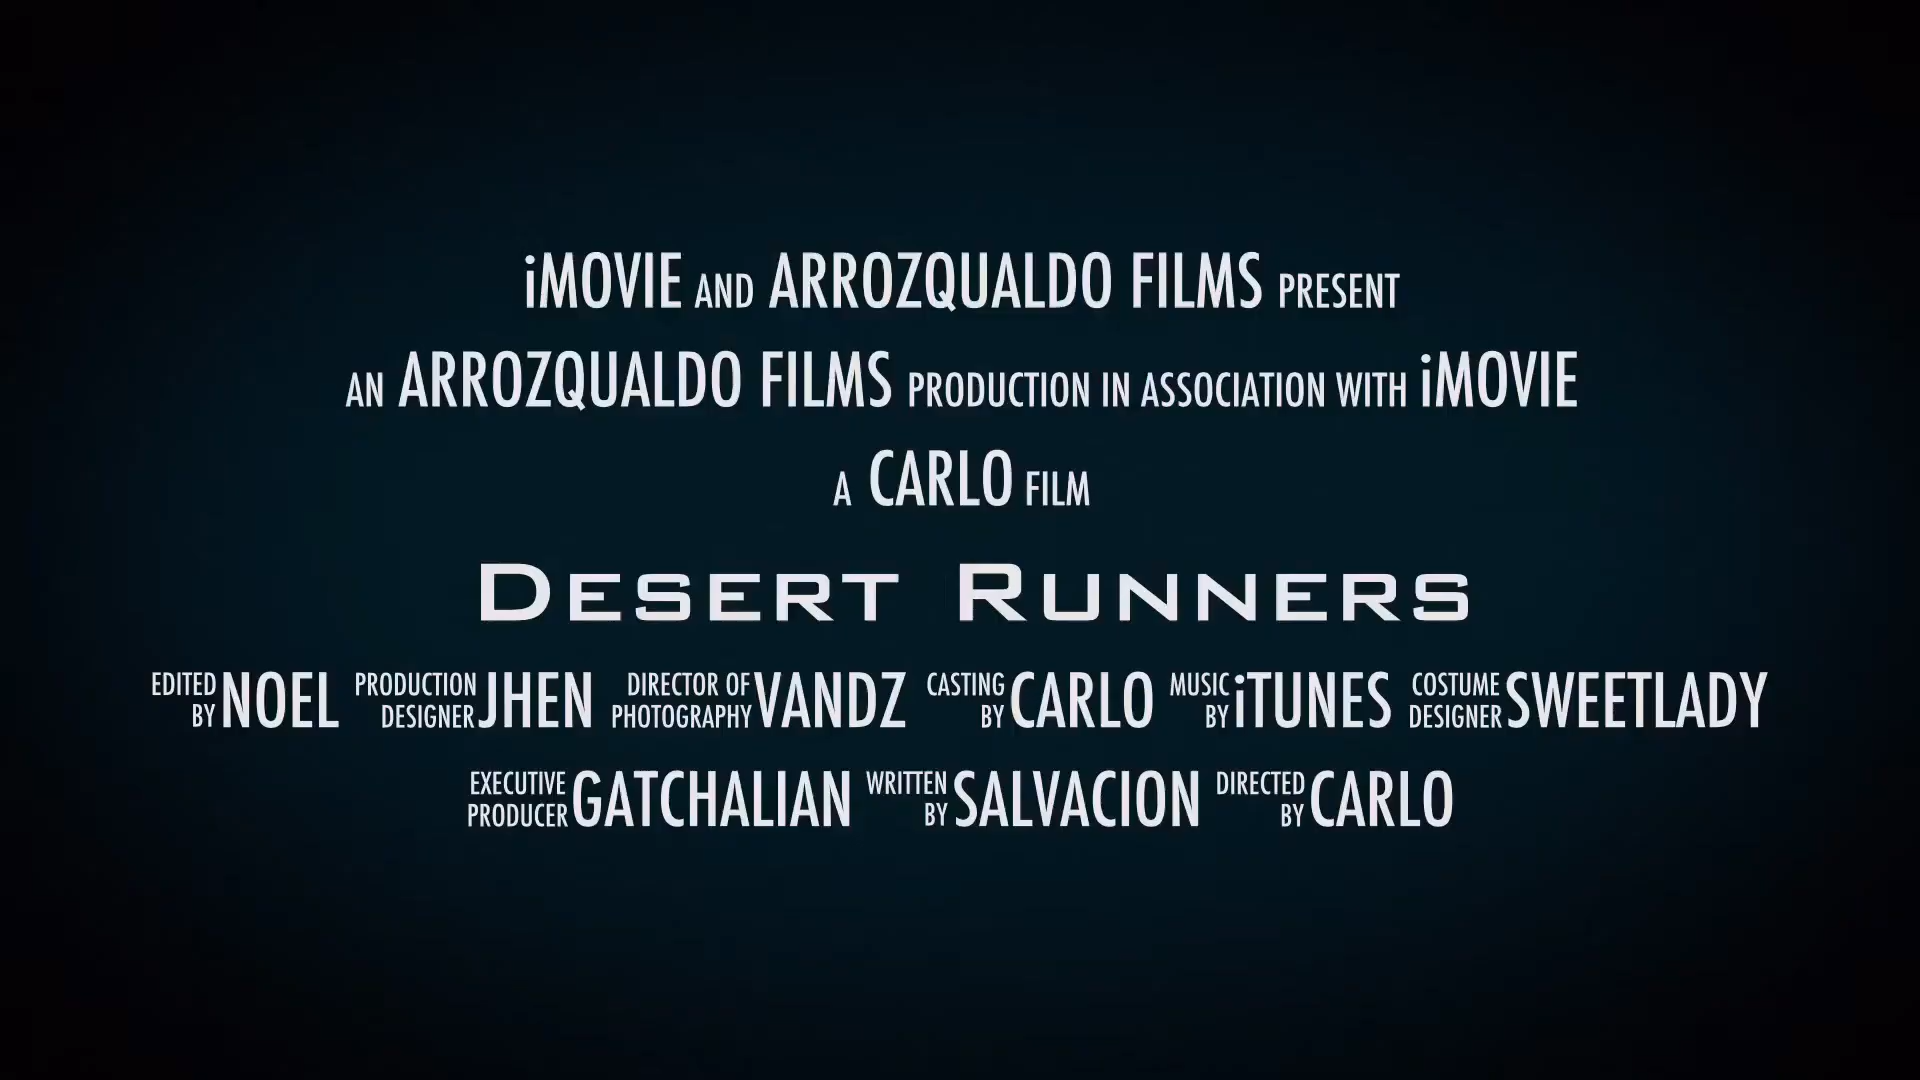 iMOVIE AND ARROZQUALDO FILMS PRESENT
AN ARROZQUALDO FILMS PRODUCTION IN ASSOCIATION WITH iMOVIE
A CARLO FILM
DESERT RUNNERS
EDITED BY NOEL PRODUCTION DESIGNER JHEN DIRECTOR OF PHOTOGRAPHY VANDZ CASTING BY CARLO MUSIC BY iTUNES COSTUME DESIGNER SWEETLADY
EXECUTIVE PRODUCER GATCHALIAN WRITTEN BY SALVACION DIRECTED BY CARLO